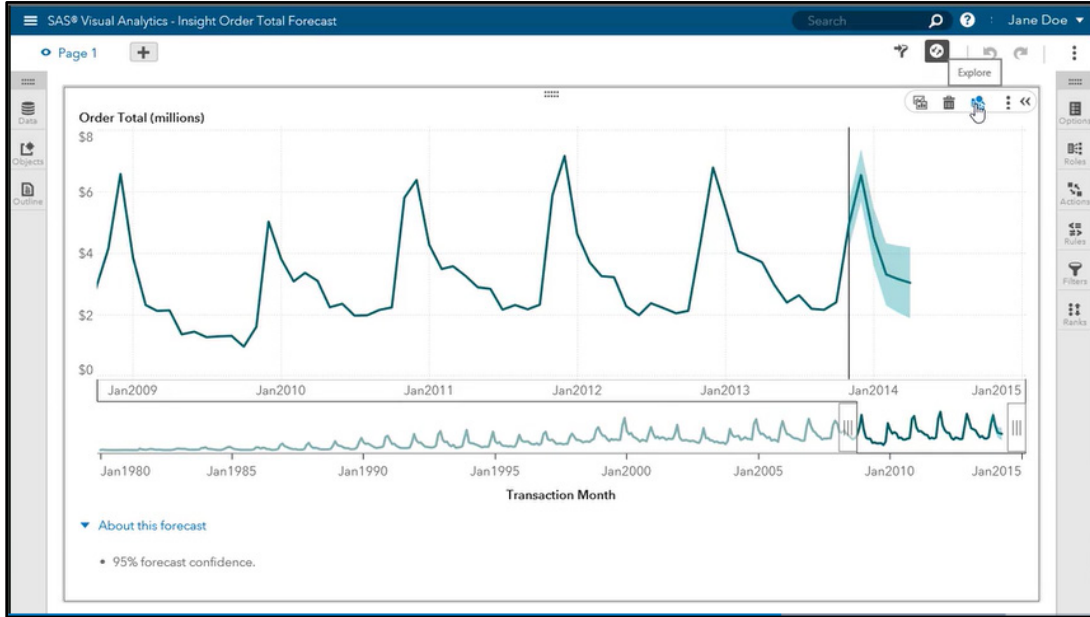 SAS® Visual Analytics - Insight Order Total Forecast
Search
?
Jane Doe
Page 1
Explore
Data
Objects
Outline
Options
Roles
Actions
Rules
Filters
Ranks
Order Total (millions)
$8
$6
$4
$2
$0
Jan2009 Jan2010 Jan2011 Jan2012 Jan2013 Jan2014 Jan2015
Jan1980 Jan1985 Jan1990 Jan1995 Jan2000 Jan2005 Jan2010 Jan2015
Transaction Month
About this forecast
• 95% forecast confidence.